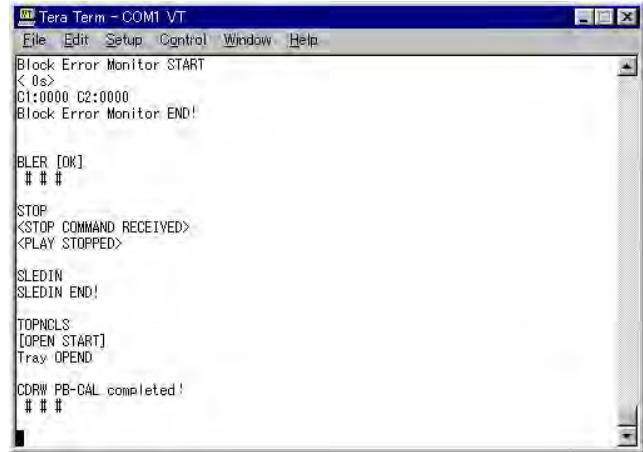 Tera Term - COM1 VT
File Edit Setup Control Window Help
Block Error Monitor START
< 0s>
C1:0000 C2:0000
Block Error Monitor END!
BLER [OK]
# # #
STOP
<STOP COMMAND RECEIVED>
<PLAY STOPPED>
SLEDIN
SLEDIN END!
TOPNCLS
[OPEN START]
Tray OPEND
CDRW PB-CAL completed!
# # #